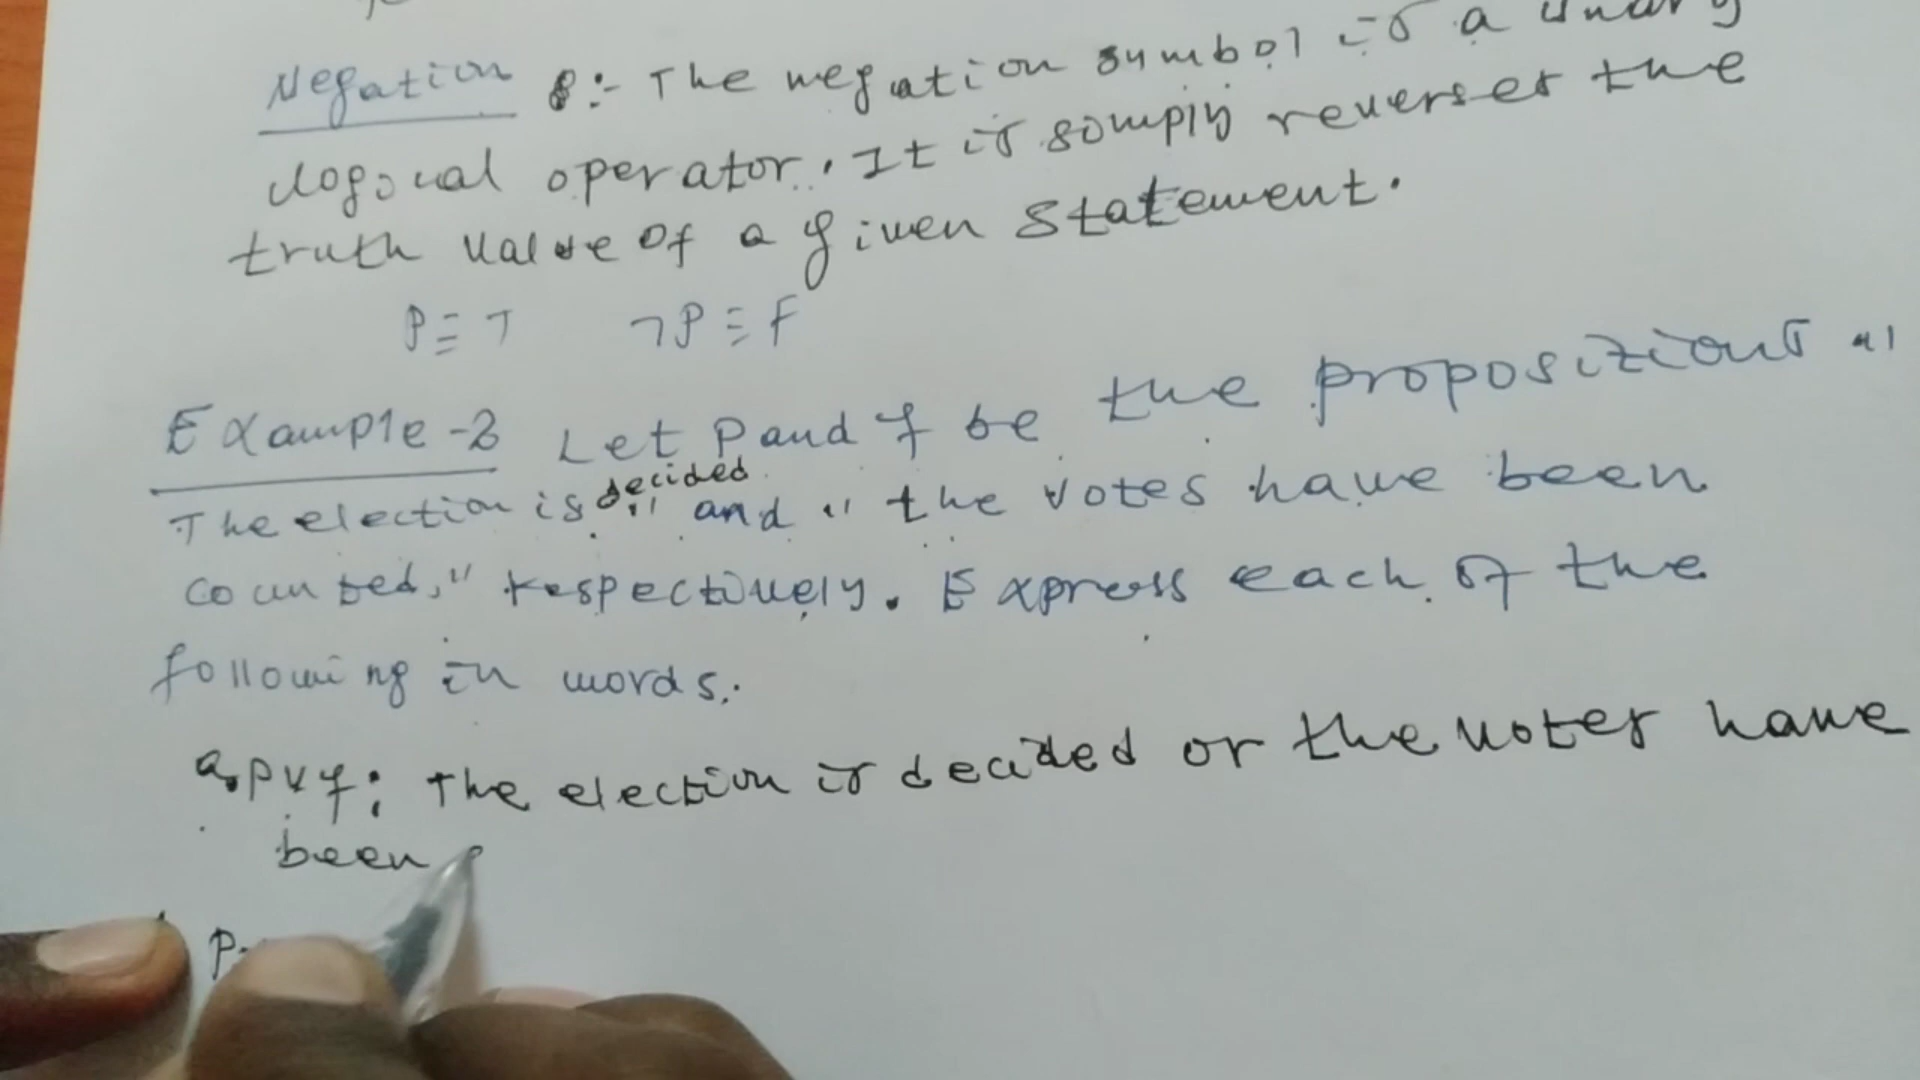 Negation :- The negation symbol is a unary
logical operator. It is somply reverses the
truth value of a given statement.
P ≡ T ¬P ≡ F
Example-2 Let P and q be the propositions "
decided
The election is " and " the votes have been
counted," respectively. Express each of the
following in words.
a, p v q : The election is decided or the votes have
been
P